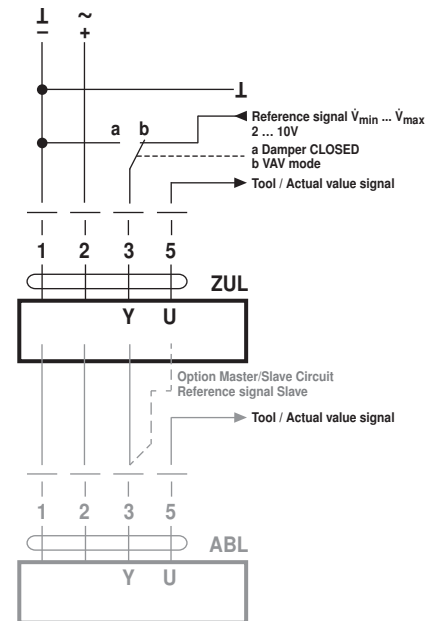 ⊥ ~
− +
⊥
a b
Reference signal V̇min ... V̇max
2 … 10V
a Damper CLOSED
b VAV mode
Tool / Actual value signal
1 2 3 5
ZUL
Y U
Option Master/Slave Circuit
Reference signal Slave
Tool / Actual value signal
1 2 3 5
ABL
Y U